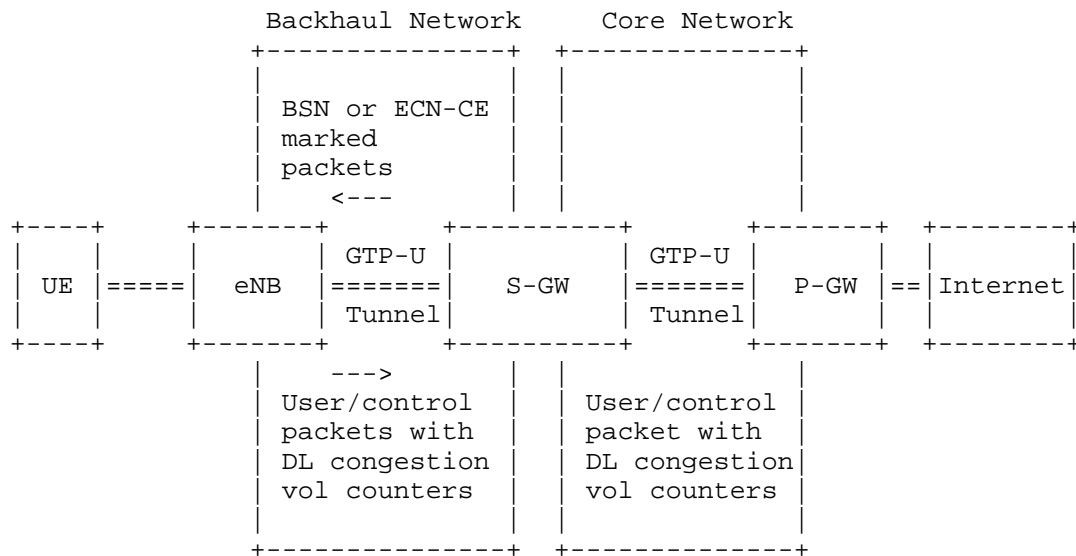 Backhaul Network Core Network
BSN or ECN-CE
marked
packets
<---
GTP-U GTP-U
UE |=====| eNB |=======| S-GW |=======| P-GW |==|Internet|
Tunnel Tunnel
--->
User/control User/control
packets with packet with
DL congestion DL congestion
vol counters vol counters